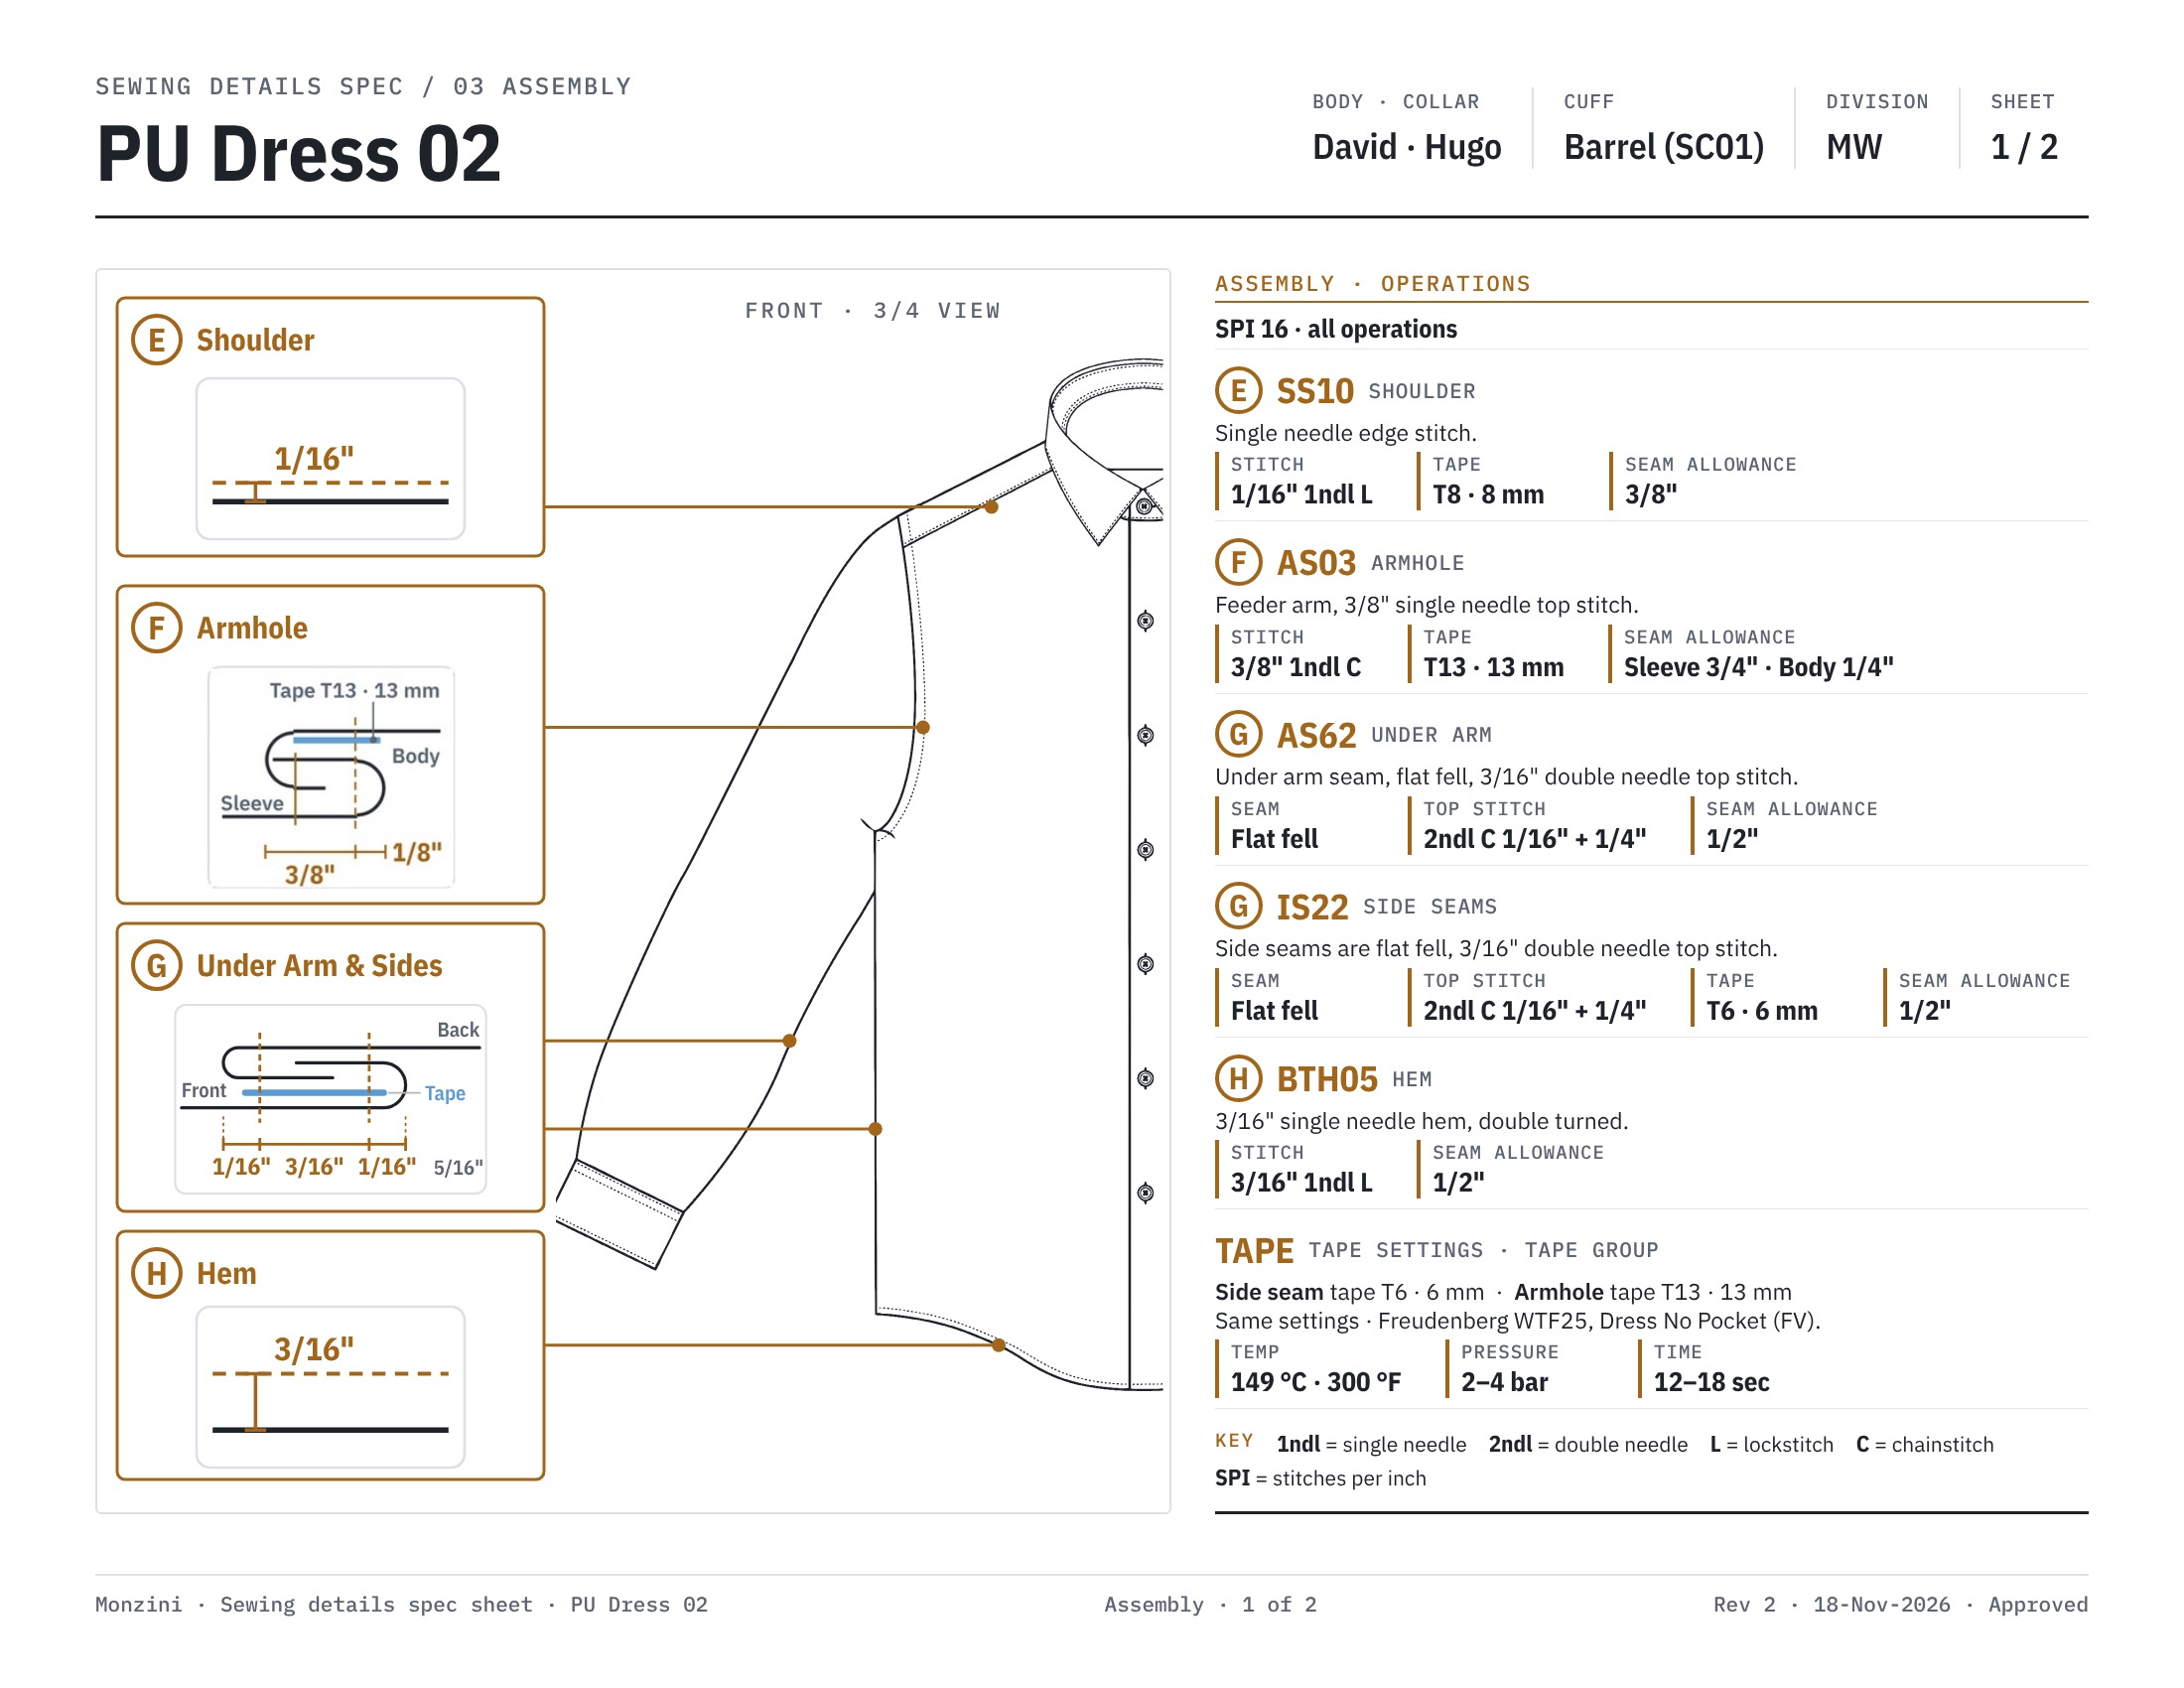 SEWING DETAILS SPEC / 03 ASSEMBLY
PU Dress 02
BODY · COLLAR
David · Hugo
CUFF
Barrel (SC01)
DIVISION
MW
SHEET
1 / 2
FRONT · 3/4 VIEW
E Shoulder
1/16"
F Armhole
Tape T13 · 13 mm
Body
Sleeve
1/8"
3/8"
G Under Arm & Sides
Back
Front
Tape
1/16" 3/16" 1/16" 5/16"
H Hem
3/16"
ASSEMBLY · OPERATIONS
SPI 16 · all operations
E SS10 SHOULDER
Single needle edge stitch.
STITCH TAPE SEAM ALLOWANCE
1/16" 1ndl L T8 · 8 mm 3/8"
F AS03 ARMHOLE
Feeder arm, 3/8" single needle top stitch.
STITCH TAPE SEAM ALLOWANCE
3/8" 1ndl C T13 · 13 mm Sleeve 3/4" · Body 1/4"
G AS62 UNDER ARM
Under arm seam, flat fell, 3/16" double needle top stitch.
SEAM TOP STITCH SEAM ALLOWANCE
Flat fell 2ndl C 1/16" + 1/4" 1/2"
G IS22 SIDE SEAMS
Side seams are flat fell, 3/16" double needle top stitch.
SEAM TOP STITCH TAPE SEAM ALLOWANCE
Flat fell 2ndl C 1/16" + 1/4" T6 · 6 mm 1/2"
H BTH05 HEM
3/16" single needle hem, double turned.
STITCH SEAM ALLOWANCE
3/16" 1ndl L 1/2"
TAPE TAPE SETTINGS · TAPE GROUP
Side seam tape T6 · 6 mm · Armhole tape T13 · 13 mm
Same settings · Freudenberg WTF25, Dress No Pocket (FV).
TEMP PRESSURE TIME
149 °C · 300 °F 2–4 bar 12–18 sec
KEY 1ndl = single needle 2ndl = double needle L = lockstitch C = chainstitch
SPI = stitches per inch
Monzini · Sewing details spec sheet · PU Dress 02
Assembly · 1 of 2
Rev 2 · 18-Nov-2026 · Approved